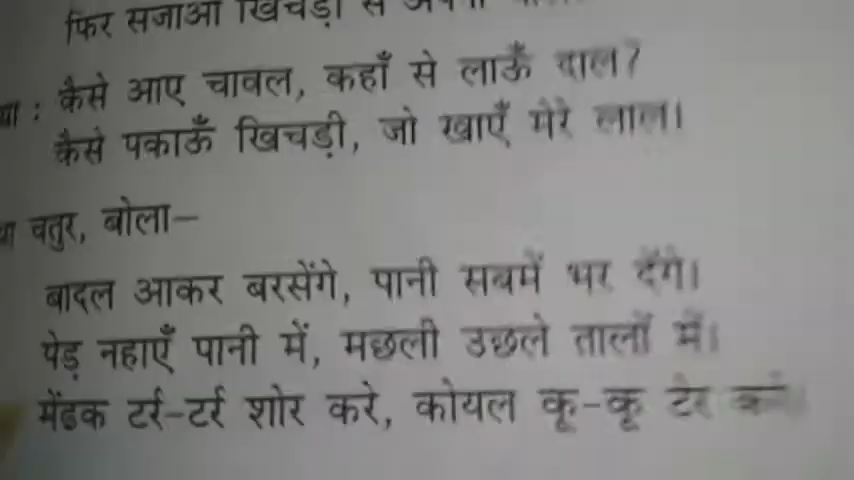 फिर सजाओ खिचड़ी से
: कैसे आए चावल, कहाँ से लाऊँ दाल?
कैसे पकाऊँ खिचड़ी, जो खाएँ मेरे लाल।
चतुर, बोला—
बादल आकर बरसेंगे, पानी सबमें भर देंगे।
पेड़ नहाएँ पानी में, मछली उछले तालों में।
मेंढक टर्र-टर्र शोर करे, कोयल कू-कू टेर